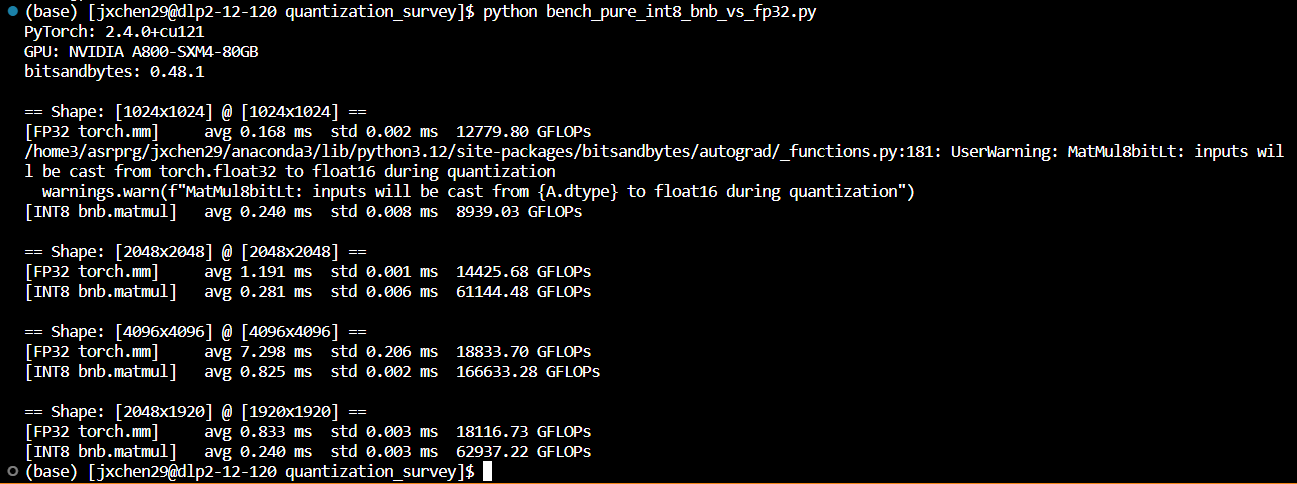 (base) [jxchen29@dlp2-12-120 quantization_survey]$ python bench_pure_int8_bnb_vs_fp32.py
PyTorch: 2.4.0+cu121
GPU: NVIDIA A800-SXM4-80GB
bitsandbytes: 0.48.1
== Shape: [1024x1024] @ [1024x1024] ==
[FP32 torch.mm]     avg 0.168 ms  std 0.002 ms  12779.80 GFLOPs
/home3/asrprg/jxchen29/anaconda3/lib/python3.12/site-packages/bitsandbytes/autograd/_functions.py:181: UserWarning: MatMul8bitLt: inputs wil
l be cast from torch.float32 to float16 during quantization
  warnings.warn(f"MatMul8bitLt: inputs will be cast from {A.dtype} to float16 during quantization")
[INT8 bnb.matmul]   avg 0.240 ms  std 0.008 ms  8939.03 GFLOPs
== Shape: [2048x2048] @ [2048x2048] ==
[FP32 torch.mm]     avg 1.191 ms  std 0.001 ms  14425.68 GFLOPs
[INT8 bnb.matmul]   avg 0.281 ms  std 0.006 ms  61144.48 GFLOPs
== Shape: [4096x4096] @ [4096x4096] ==
[FP32 torch.mm]     avg 7.298 ms  std 0.206 ms  18833.70 GFLOPs
[INT8 bnb.matmul]   avg 0.825 ms  std 0.002 ms  166633.28 GFLOPs
== Shape: [2048x1920] @ [1920x1920] ==
[FP32 torch.mm]     avg 0.833 ms  std 0.003 ms  18116.73 GFLOPs
[INT8 bnb.matmul]   avg 0.240 ms  std 0.003 ms  62937.22 GFLOPs
(base) [jxchen29@dlp2-12-120 quantization_survey]$